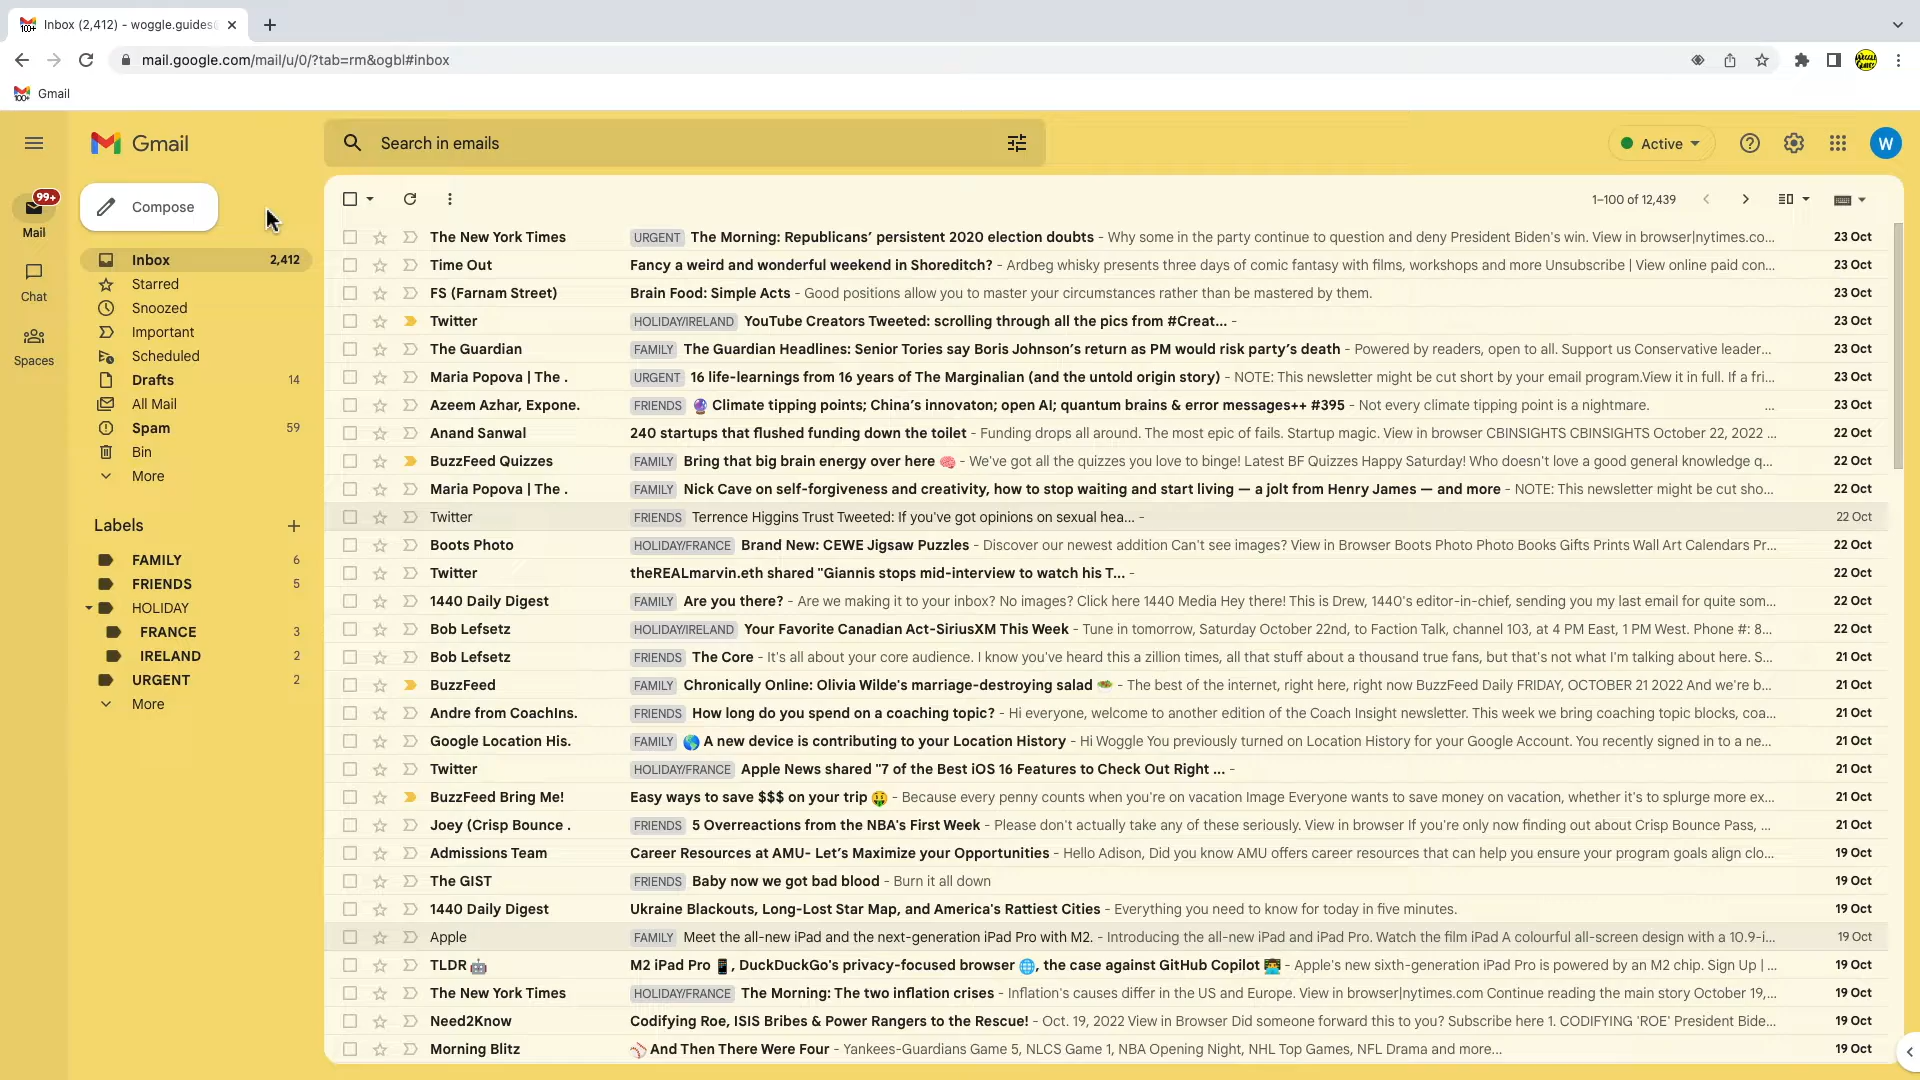 Inbox (2,412) - woggle.guides
mail.google.com/mail/u/0/?tab=rm&ogbl#inbox
100+ Gmail
Gmail
Search in emails
Active
W
99+
Mail
Chat
Spaces
Compose
Inbox 2,412
Starred
Snoozed
Important
Scheduled
Drafts 14
All Mail
Spam 59
Bin
More
Labels
FAMILY 6
FRIENDS 5
HOLIDAY
FRANCE 3
IRELAND 2
URGENT 2
More
1–100 of 12,439
The New York Times URGENT The Morning: Republicans’ persistent 2020 election doubts - Why some in the party continue to question and deny President Biden's win. View in browser|nytimes.co... 23 Oct
Time Out Fancy a weird and wonderful weekend in Shoreditch? - Ardbeg whisky presents three days of comic fantasy with films, workshops and more Unsubscribe | View online paid con... 23 Oct
FS (Farnam Street) Brain Food: Simple Acts - Good positions allow you to master your circumstances rather than be mastered by them. 23 Oct
Twitter HOLIDAY/IRELAND YouTube Creators Tweeted: scrolling through all the pics from #Creat... - 23 Oct
The Guardian FAMILY The Guardian Headlines: Senior Tories say Boris Johnson’s return as PM would risk party’s death - Powered by readers, open to all. Support us Conservative leader... 23 Oct
Maria Popova | The . URGENT 16 life-learnings from 16 years of The Marginalian (and the untold origin story) - NOTE: This newsletter might be cut short by your email program.View it in full. If a fri... 23 Oct
Azeem Azhar, Expone. FRIENDS 🔮 Climate tipping points; China’s innovaton; open AI; quantum brains & error messages++ #395 - Not every climate tipping point is a nightmare. ... 23 Oct
Anand Sanwal 240 startups that flushed funding down the toilet - Funding drops all around. The most epic of fails. Startup magic. View in browser CBINSIGHTS CBINSIGHTS October 22, 2022 ... 22 Oct
BuzzFeed Quizzes FAMILY Bring that big brain energy over here 🧠 - We've got all the quizzes you love to binge! Latest BF Quizzes Happy Saturday! Who doesn't love a good general knowledge q... 22 Oct
Maria Popova | The . FAMILY Nick Cave on self-forgiveness and creativity, how to stop waiting and start living — a jolt from Henry James — and more - NOTE: This newsletter might be cut sho... 22 Oct
Twitter FRIENDS Terrence Higgins Trust Tweeted: If you've got opinions on sexual hea... - 22 Oct
Boots Photo HOLIDAY/FRANCE Brand New: CEWE Jigsaw Puzzles - Discover our newest addition Can't see images? View in Browser Boots Photo Photo Books Gifts Prints Wall Art Calendars Pr... 22 Oct
Twitter theREALmarvin.eth shared "Giannis stops mid-interview to watch his T... - 22 Oct
1440 Daily Digest FAMILY Are you there? - Are we making it to your inbox? No images? Click here 1440 Media Hey there! This is Drew, 1440's editor-in-chief, sending you my last email for quite som... 22 Oct
Bob Lefsetz HOLIDAY/IRELAND Your Favorite Canadian Act-SiriusXM This Week - Tune in tomorrow, Saturday October 22nd, to Faction Talk, channel 103, at 4 PM East, 1 PM West. Phone #: 8... 22 Oct
Bob Lefsetz FRIENDS The Core - It's all about your core audience. I know you've heard this a zillion times, all that stuff about a thousand true fans, but that's not what I'm talking about here. S... 21 Oct
BuzzFeed FAMILY Chronically Online: Olivia Wilde's marriage-destroying salad 🥗 - The best of the internet, right here, right now BuzzFeed Daily FRIDAY, OCTOBER 21 2022 And we're b... 21 Oct
Andre from CoachIns. FRIENDS How long do you spend on a coaching topic? - Hi everyone, welcome to another edition of the Coach Insight newsletter. This week we bring coaching topic blocks, coa... 21 Oct
Google Location His. FAMILY 🌎 A new device is contributing to your Location History - Hi Woggle You previously turned on Location History for your Google Account. You recently signed in to a ne... 21 Oct
Twitter HOLIDAY/FRANCE Apple News shared "7 of the Best iOS 16 Features to Check Out Right ... - 21 Oct
BuzzFeed Bring Me! Easy ways to save $$$ on your trip 🤑 - Because every penny counts when you're on vacation Image Everyone wants to save money on vacation, whether it's to splurge more ex... 21 Oct
Joey (Crisp Bounce . FRIENDS 5 Overreactions from the NBA's First Week - Please don't actually take any of these seriously. View in browser If you're only now finding out about Crisp Bounce Pass, ... 21 Oct
Admissions Team Career Resources at AMU- Let’s Maximize your Opportunities - Hello Adison, Did you know AMU offers career resources that can help you ensure your program goals align clo... 19 Oct
The GIST FRIENDS Baby now we got bad blood - Burn it all down 19 Oct
1440 Daily Digest Ukraine Blackouts, Long-Lost Star Map, and America's Rattiest Cities - Everything you need to know for today in five minutes. 19 Oct
Apple FAMILY Meet the all-new iPad and the next-generation iPad Pro with M2. - Introducing the all-new iPad and iPad Pro. Watch the film iPad A colourful all-screen design with a 10.9-i... 19 Oct
TLDR 🤖 M2 iPad Pro 📱, DuckDuckGo's privacy-focused browser 🌐, the case against GitHub Copilot 👨‍💻 - Apple's new sixth-generation iPad Pro is powered by an M2 chip. Sign Up | ... 19 Oct
The New York Times HOLIDAY/FRANCE The Morning: The two inflation crises - Inflation's causes differ in the US and Europe. View in browser|nytimes.com Continue reading the main story October 19,... 19 Oct
Need2Know Codifying Roe, ISIS Bribes & Power Rangers to the Rescue! - Oct. 19, 2022 View in Browser Did someone forward this to you? Subscribe here 1. CODIFYING 'ROE' President Bide... 19 Oct
Morning Blitz ⚾ And Then There Were Four - Yankees-Guardians Game 5, NLCS Game 1, NBA Opening Night, NHL Top Games, NFL Drama and more... 19 Oct